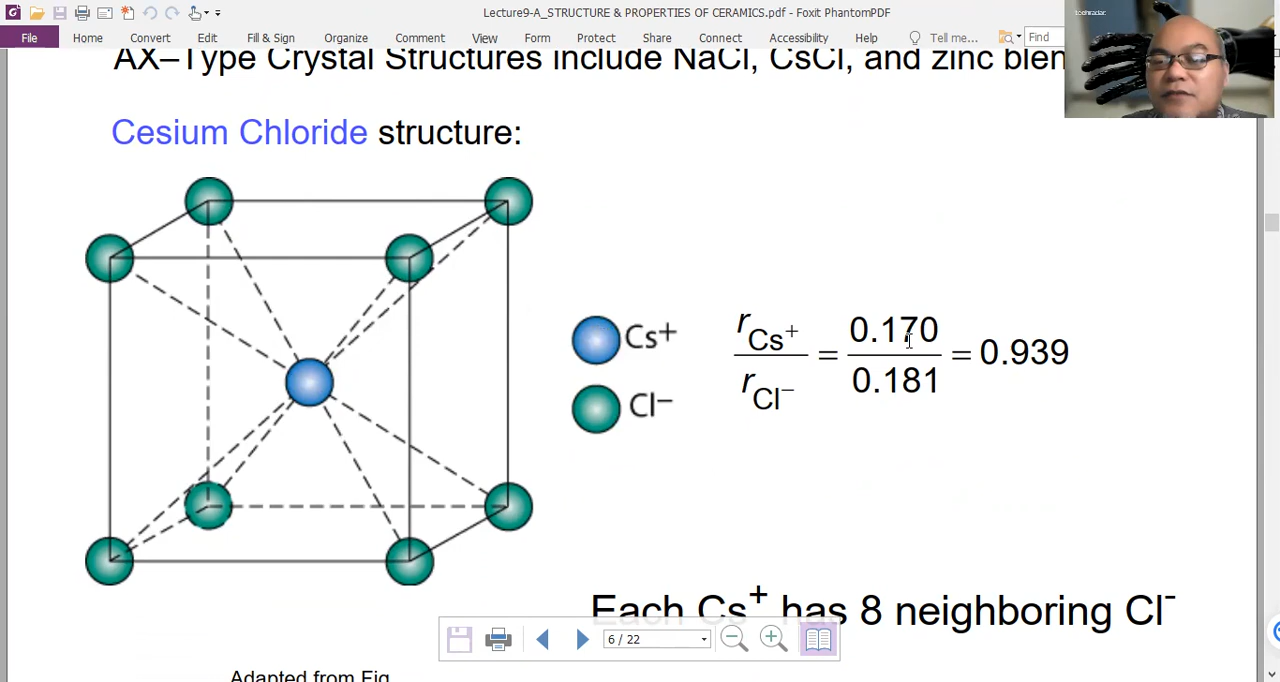 Lecture9-A_STRUCTURE & PROPERTIES OF CERAMICS.pdf - Foxit PhantomPDF
File Home Convert Edit Fill & Sign Organize Comment View Form Protect Share Connect Accessibility Help Tell me... Find
AX–Type Crystal Structures include NaCl, CsCl, and zinc blen
Cesium Chloride structure:
Cs+
Cl−
rCs+ / rCl− = 0.170 / 0.181 = 0.939
Each Cs+ has 8 neighboring Cl-
6 / 22
Adapted from Fig